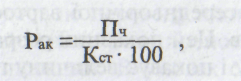 Рак = Пч / Кст · 100 ,